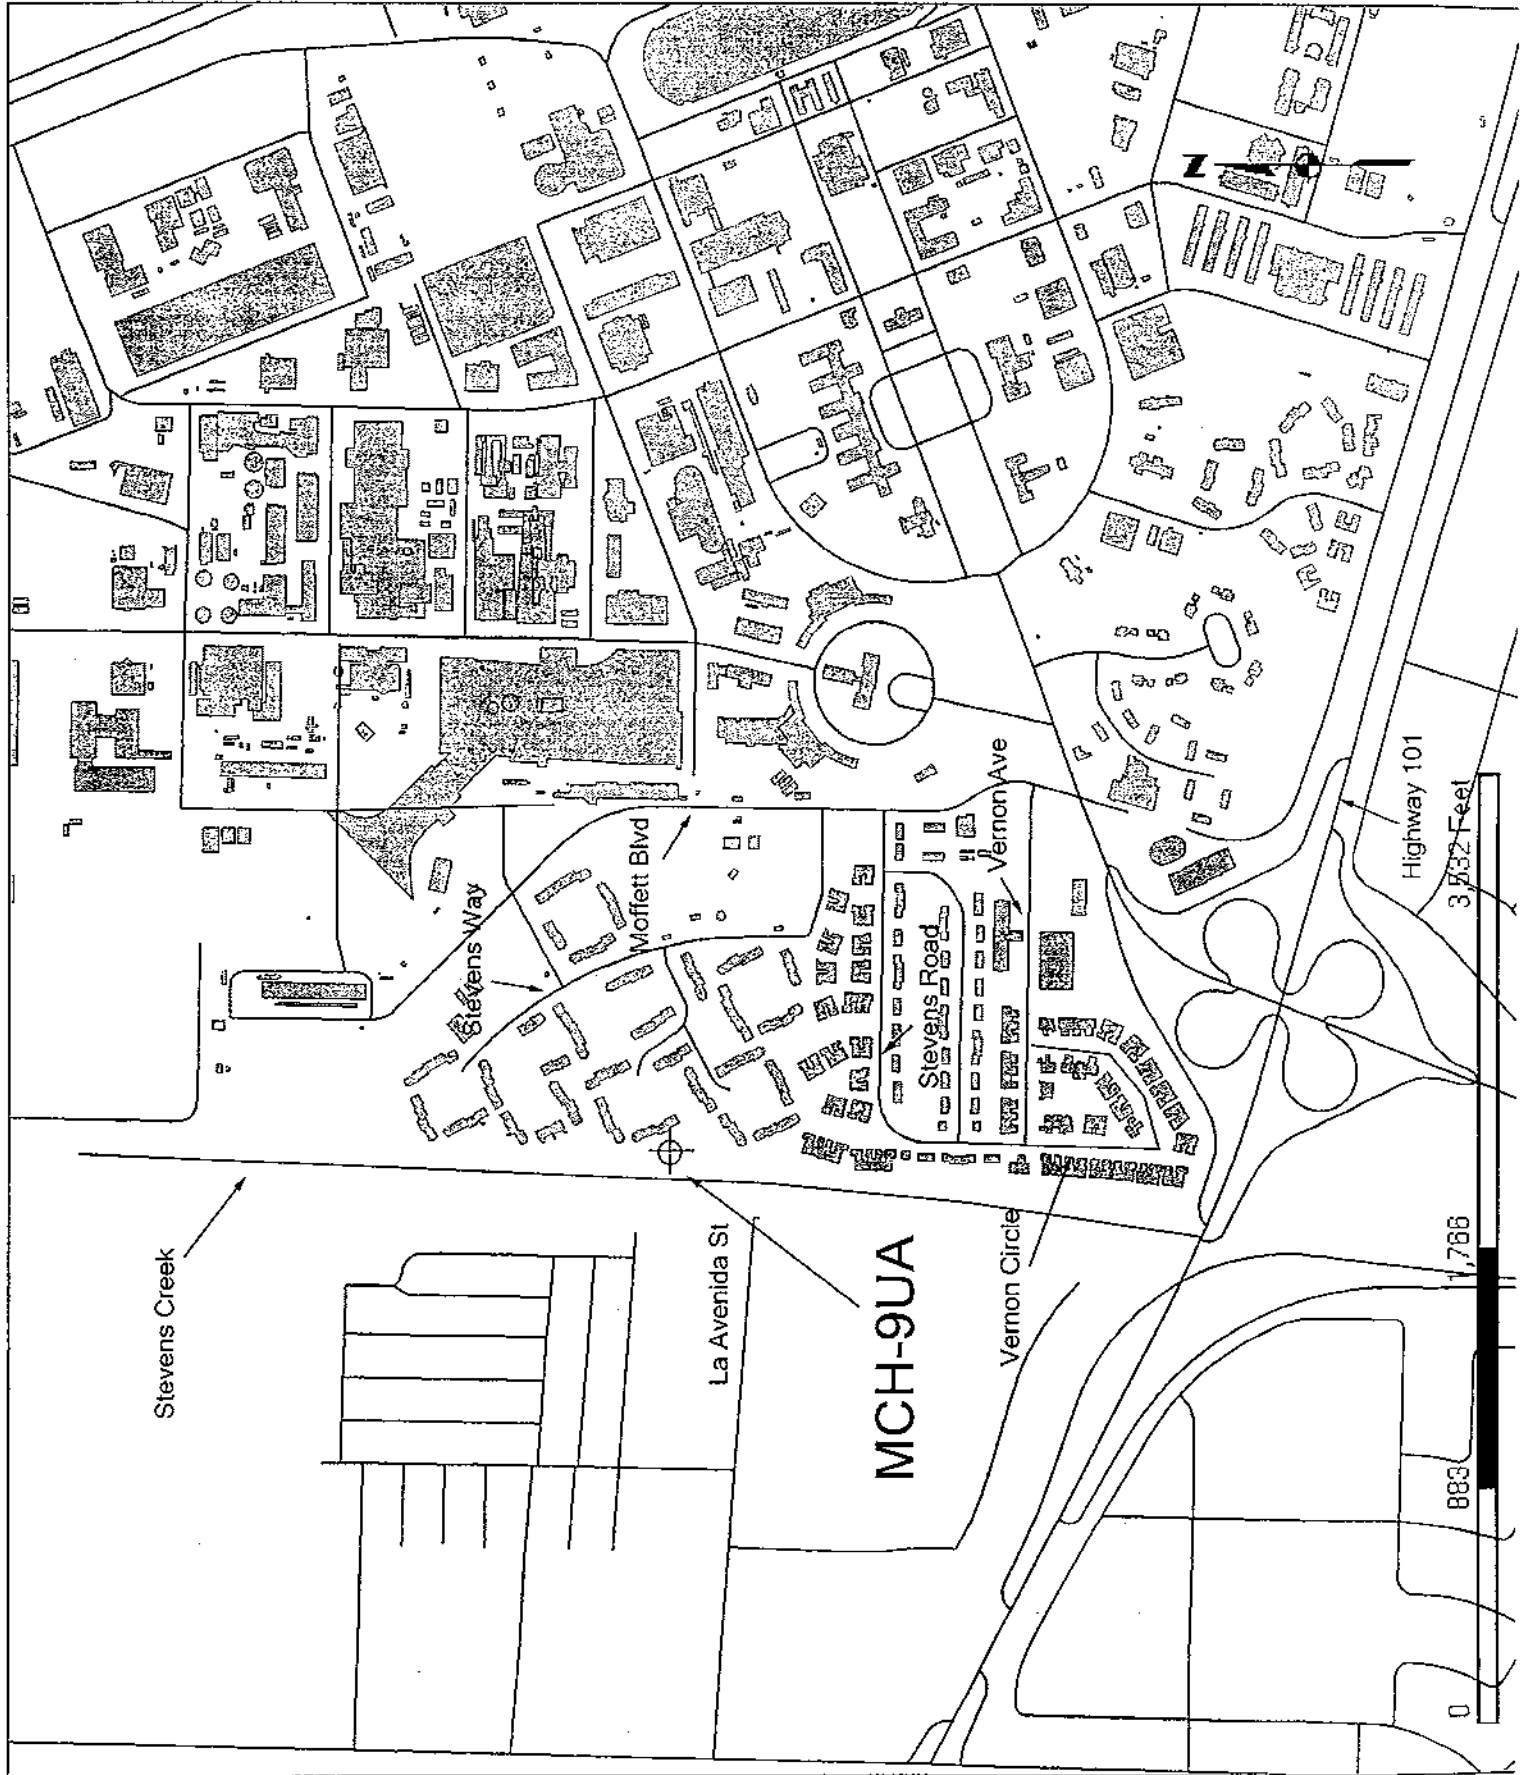 Stevens Creek
La Avenida St
MCH-9UA
Vernon Circle
Stevens Way
Moffett Blvd
Stevens Road
Vernon Ave
Highway 101
N
0
883
1,766
3,532 Feet